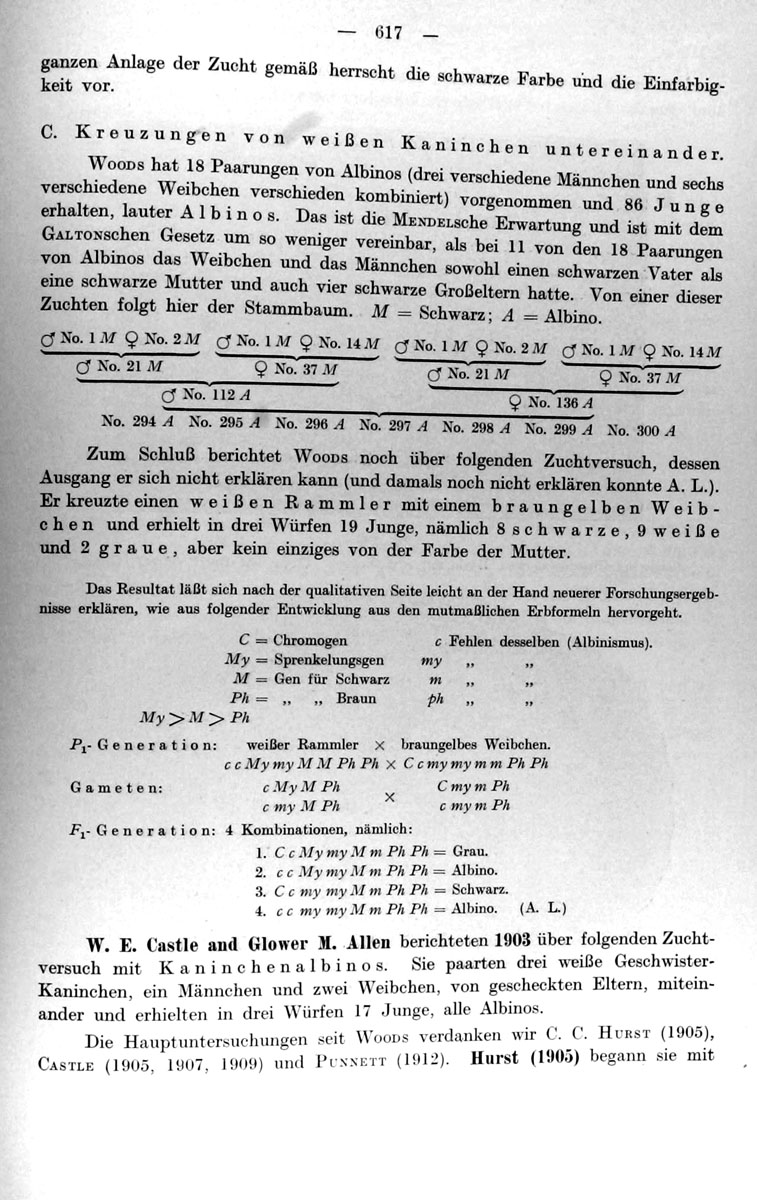 — 617 —
ganzen Anlage der Zucht gemäß herrscht die schwarze Farbe und die Einfarbig-
keit vor.
C. Kreuzungen von weißen Kaninchen untereinander.
Woods hat 18 Paarungen von Albinos (drei verschiedene Männchen und sechs
verschiedene Weibchen verschieden kombiniert) vorgenommen und 86 Junge
erhalten, lauter Albinos. Das ist die Mendelsche Erwartung und ist mit dem
Galtonschen Gesetz um so weniger vereinbar, als bei 11 von den 18 Paarungen
von Albinos das Weibchen und das Männchen sowohl einen schwarzen Vater als
eine schwarze Mutter und auch vier schwarze Großeltern hatte. Von einer dieser
Zuchten folgt hier der Stammbaum. M = Schwarz; A = Albino.
♂ No. 1 M ♀ No. 2 M ♂ No. 1 M ♀ No. 14 M ♂ No. 1 M ♀ No. 2 M ♂ No. 1 M ♀ No. 14 M
♂ No. 21 M ♀ No. 37 M ♂ No. 21 M ♀ No. 37 M
♂ No. 112 A ♀ No. 136 A
No. 294 A No. 295 A No. 296 A No. 297 A No. 298 A No. 299 A No. 300 A
Zum Schluß berichtet Woods noch über folgenden Zuchtversuch, dessen
Ausgang er sich nicht erklären kann (und damals noch nicht erklären konnte A. L.).
Er kreuzte einen weißen Rammler mit einem braungelben Weib-
chen und erhielt in drei Würfen 19 Junge, nämlich 8 schwarze, 9 weiße
und 2 graue, aber kein einziges von der Farbe der Mutter.
Das Resultat läßt sich nach der qualitativen Seite leicht an der Hand neuerer Forschungsergeb-
nisse erklären, wie aus folgender Entwicklung aus den mutmaßlichen Erbformeln hervorgeht.
C = Chromogen c Fehlen desselben (Albinismus).
My = Sprenkelungsgen my „ „
M = Gen für Schwarz m „ „
Ph = „ „ Braun ph „ „
My > M > Ph
P1-Generation: weißer Rammler × braungelbes Weibchen.
c c My my M M Ph Ph × C c my my m m Ph Ph
Gameten: c My M Ph × C my m Ph
c my M Ph c my m Ph
F1-Generation: 4 Kombinationen, nämlich:
1. C c My my M m Ph Ph = Grau.
2. c c My my M m Ph Ph = Albino.
3. C c my my M m Ph Ph = Schwarz.
4. c c my my M m Ph Ph = Albino. (A. L.)
W. E. Castle and Glower M. Allen berichteten 1903 über folgenden Zucht-
versuch mit Kaninchenalbinos. Sie paarten drei weiße Geschwister-
Kaninchen, ein Männchen und zwei Weibchen, von gescheckten Eltern, mitein-
ander und erhielten in drei Würfen 17 Junge, alle Albinos.
Die Hauptuntersuchungen seit Woods verdanken wir C. C. Hurst (1905),
Castle (1905, 1907, 1909) und Punnett (1912). Hurst (1905) begann sie mit